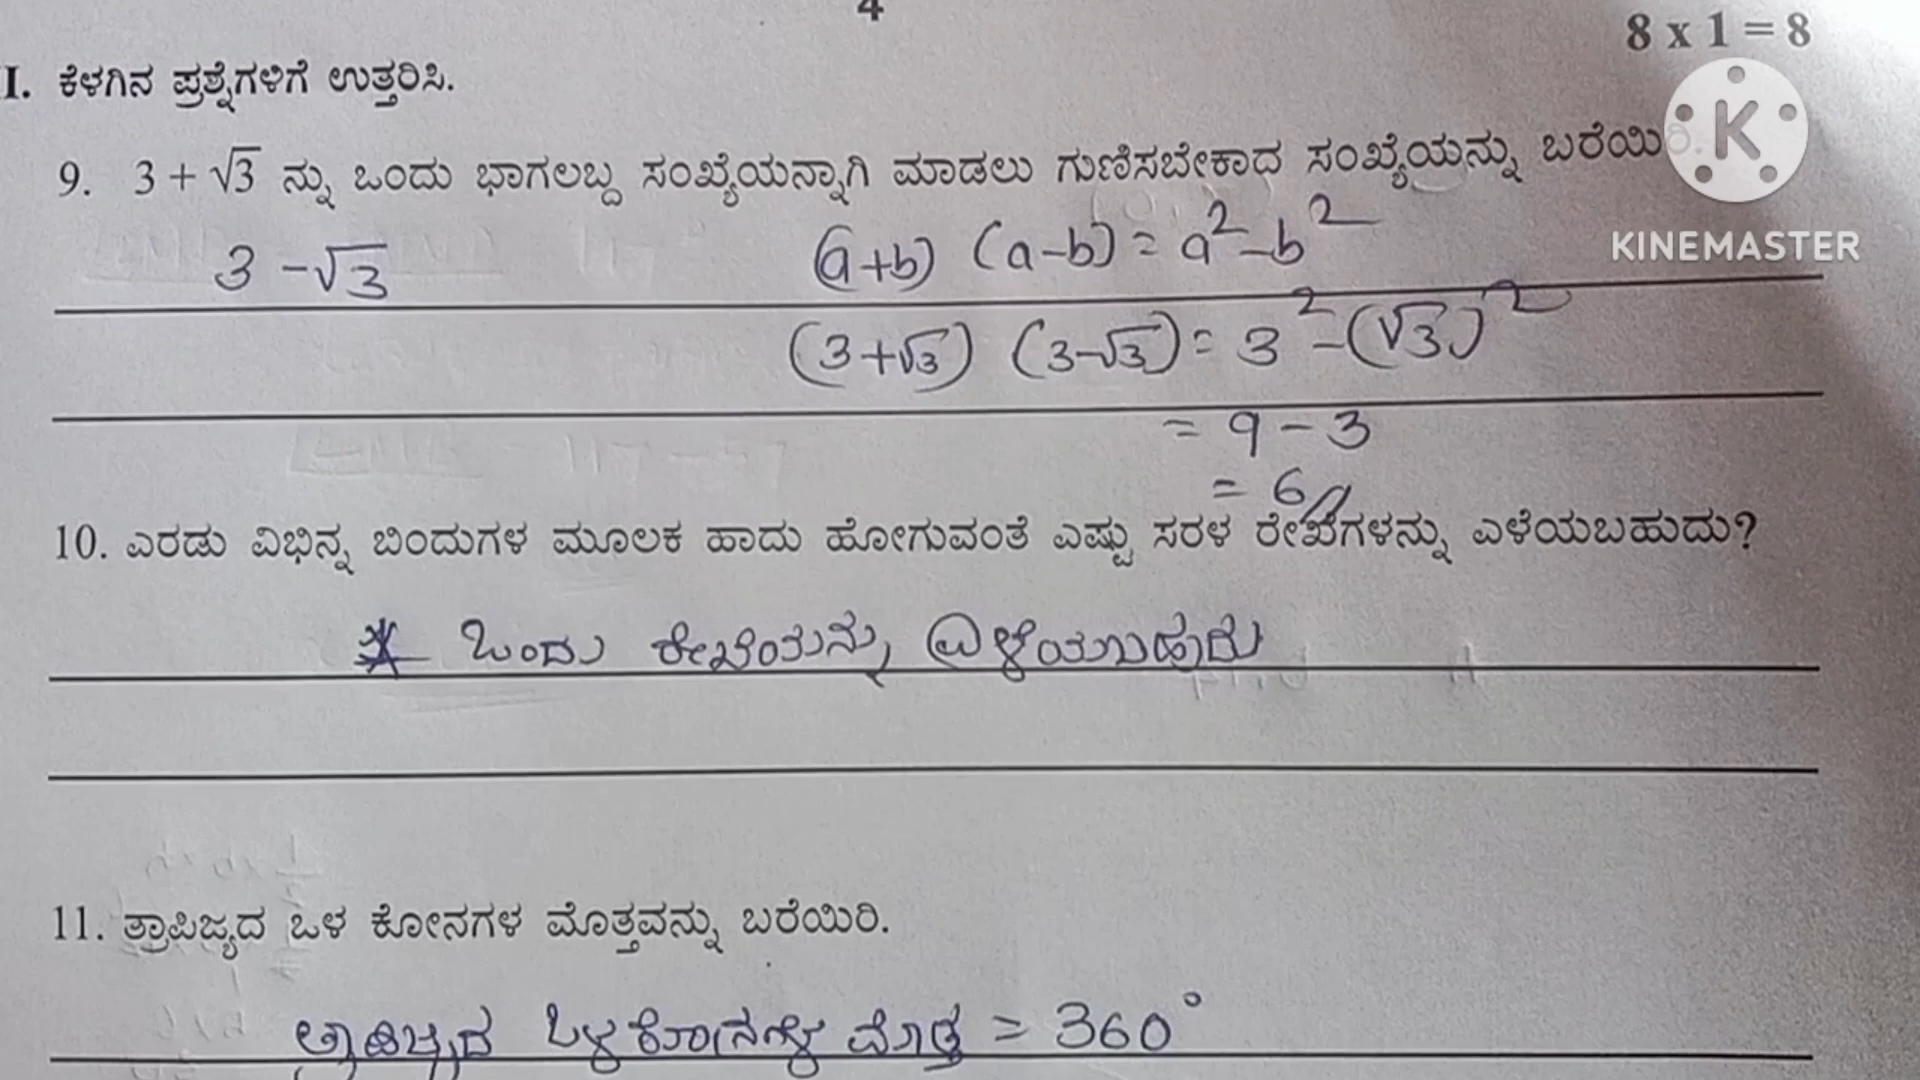 4
8 x 1 = 8
I. ಕೆಳಗಿನ ಪ್ರಶ್ನೆಗಳಿಗೆ ಉತ್ತರಿಸಿ.
9. 3 + √3 ನ್ನು ಒಂದು ಭಾಗಲಬ್ಧ ಸಂಖ್ಯೆಯನ್ನಾಗಿ ಮಾಡಲು ಗುಣಿಸಬೇಕಾದ ಸಂಖ್ಯೆಯನ್ನು ಬರೆಯಿರಿ.
K
KINEMASTER
3 - √3 (a+b) (a-b) = a² - b²
(3+√3) (3-√3) = 3² - (√3)²
= 9 - 3
= 6
10. ಎರಡು ವಿಭಿನ್ನ ಬಿಂದುಗಳ ಮೂಲಕ ಹಾದು ಹೋಗುವಂತೆ ಎಷ್ಟು ಸರಳ ರೇಖೆಗಳನ್ನು ಎಳೆಯಬಹುದು?
* ಒಂದು ರೇಖೆಯನ್ನು ಎಳೆಯಬಹುದು
11. ತ್ರಾಪಿಜ್ಯದ ಒಳ ಕೋನಗಳ ಮೊತ್ತವನ್ನು ಬರೆಯಿರಿ.
ತ್ರಾಪಿಜ್ಯದ ಒಳಕೋನಗಳ ಮೊತ್ತ = 360°